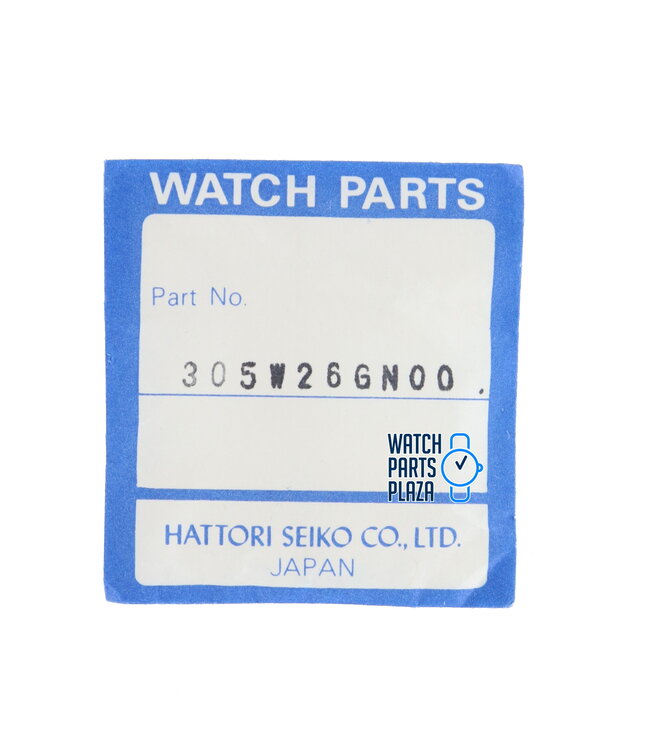 WATCH PARTS
Part No.
305W26GN00.
WATCH
PARTS
PLAZA
HATTORI SEIKO CO., LTD.
JAPAN